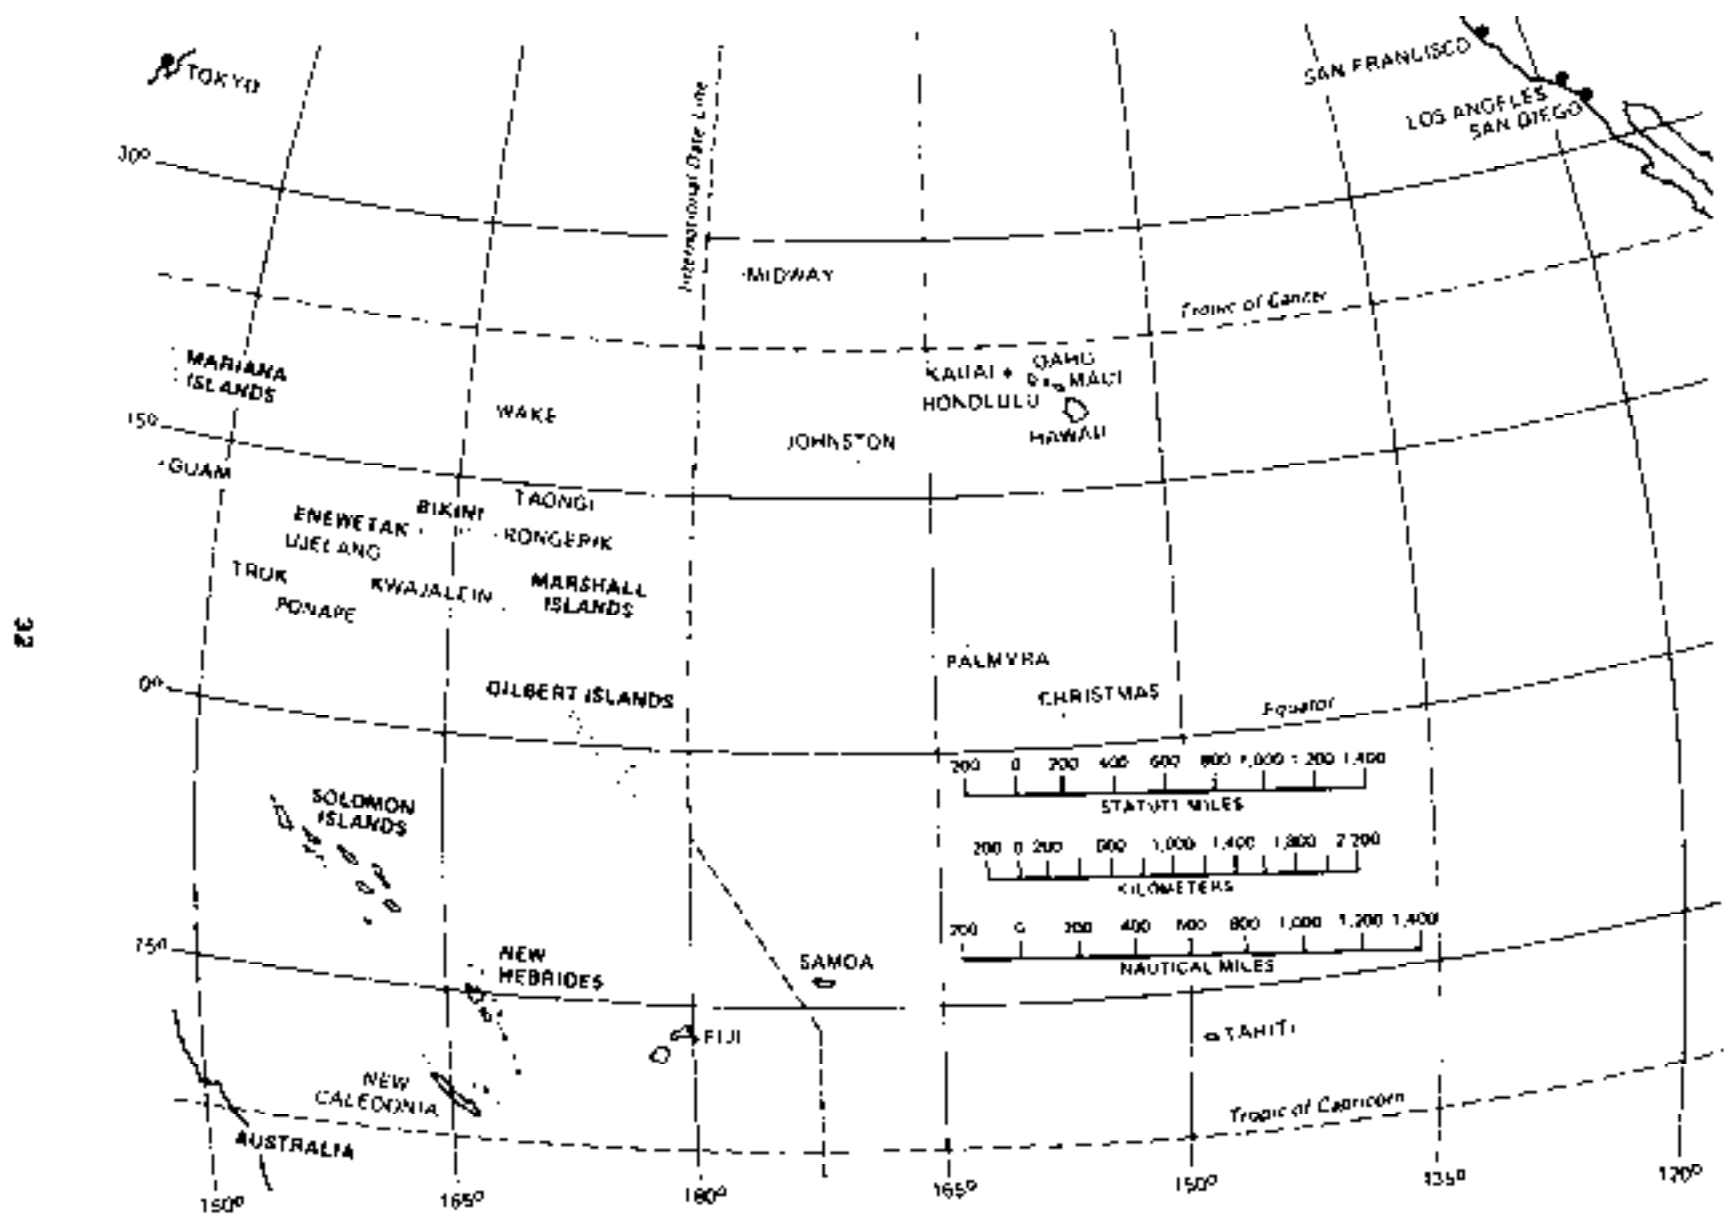 TOKYO
SAN FRANCISCO
LOS ANGELES
SAN DIEGO
30°
International Date Line
MIDWAY
Tropic of Cancer
MARIANA
ISLANDS
KAUAI
OAHU
MAUI
HONOLULU
HAWAII
WAKE
JOHNSTON
15°
GUAM
TAONGI
BIKINI
ENEWETAK
RONGERIK
UJELANG
TRUK
KWAJALEIN
MARSHALL
ISLANDS
PONAPE
32
PALMYRA
0°
GILBERT ISLANDS
CHRISTMAS
Equator
200 0 200 400 600 800 1,000 1,200 1,400
STATUTE MILES
SOLOMON
ISLANDS
200 0 200 600 1,000 1,400 1,800 2,200
KILOMETERS
200 0 200 400 600 800 1,000 1,200 1,400
NAUTICAL MILES
15°
NEW
HEBRIDES
SAMOA
FIJI
TAHITI
NEW
CALEDONIA
Tropic of Capricorn
AUSTRALIA
150° 165° 180° 165° 150° 135° 120°